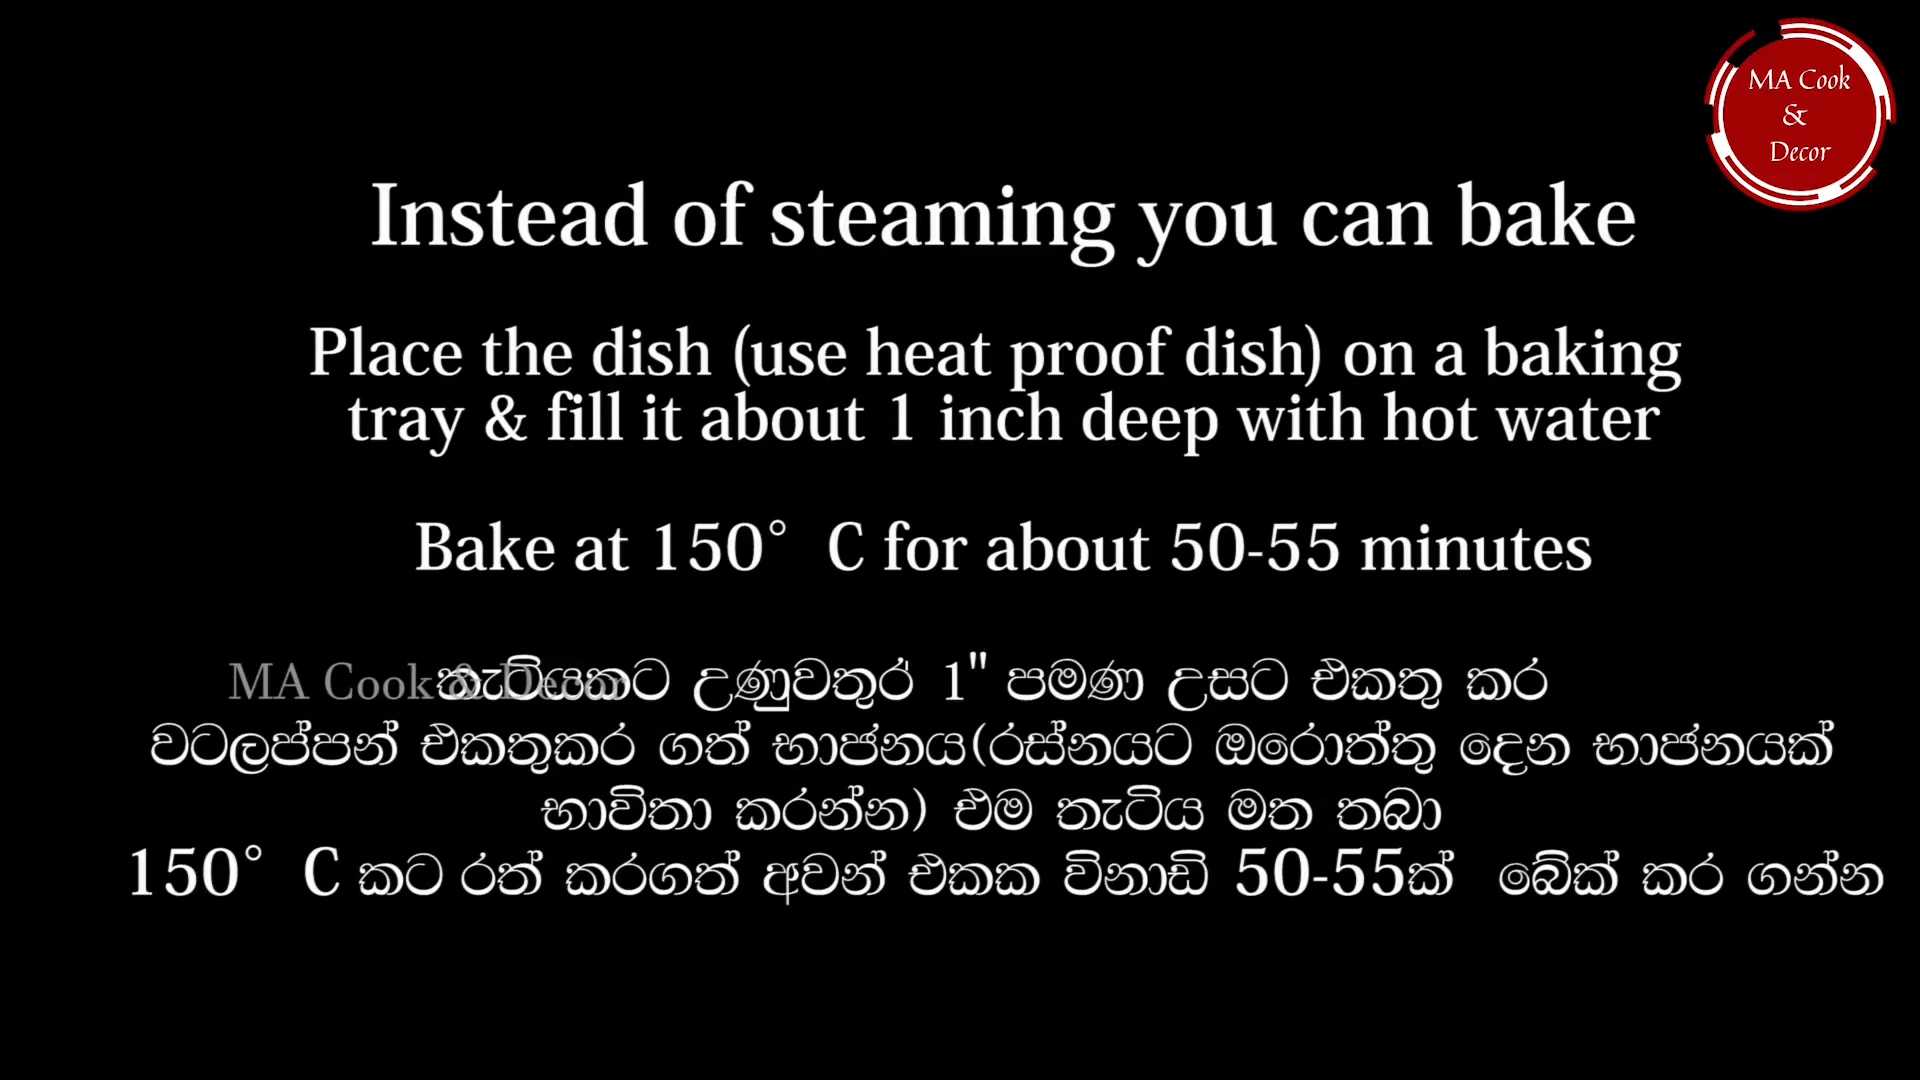 MA Cook
&
Decor
Instead of steaming you can bake
Place the dish (use heat proof dish) on a baking
tray & fill it about 1 inch deep with hot water
Bake at 150° C for about 50-55 minutes
MA Cook & Decor
තැටියකට උණුවතුර 1" පමණ උසට එකතු කර
වටලප්පන් එකතුකර ගත් භාජනය(රස්නයට ඔරොත්තු දෙන භාජනයක්
භාවිතා කරන්න) එම තැටිය මත තබා
150° C කට රත් කරගත් අවන් එකක විනාඩි 50-55ක් බේක් කර ගන්න